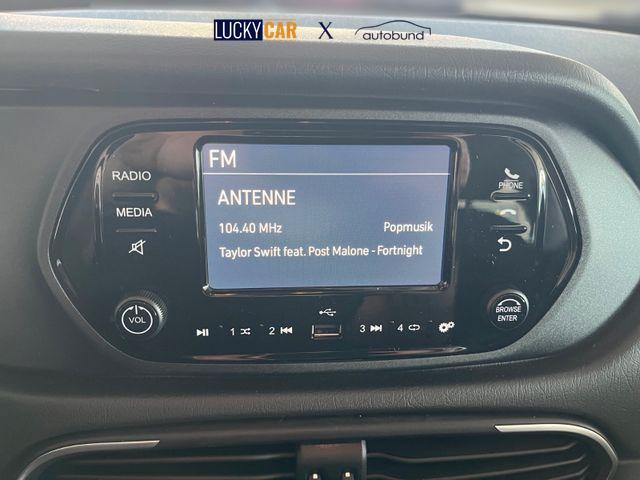 LUCKYCAR X autobund
FM
RADIO
ANTENNE
PHONE
MEDIA
104.40 MHz Popmusik
Taylor Swift feat. Post Malone - Fortnight
VOL
1 2 3 4
BROWSE
ENTER